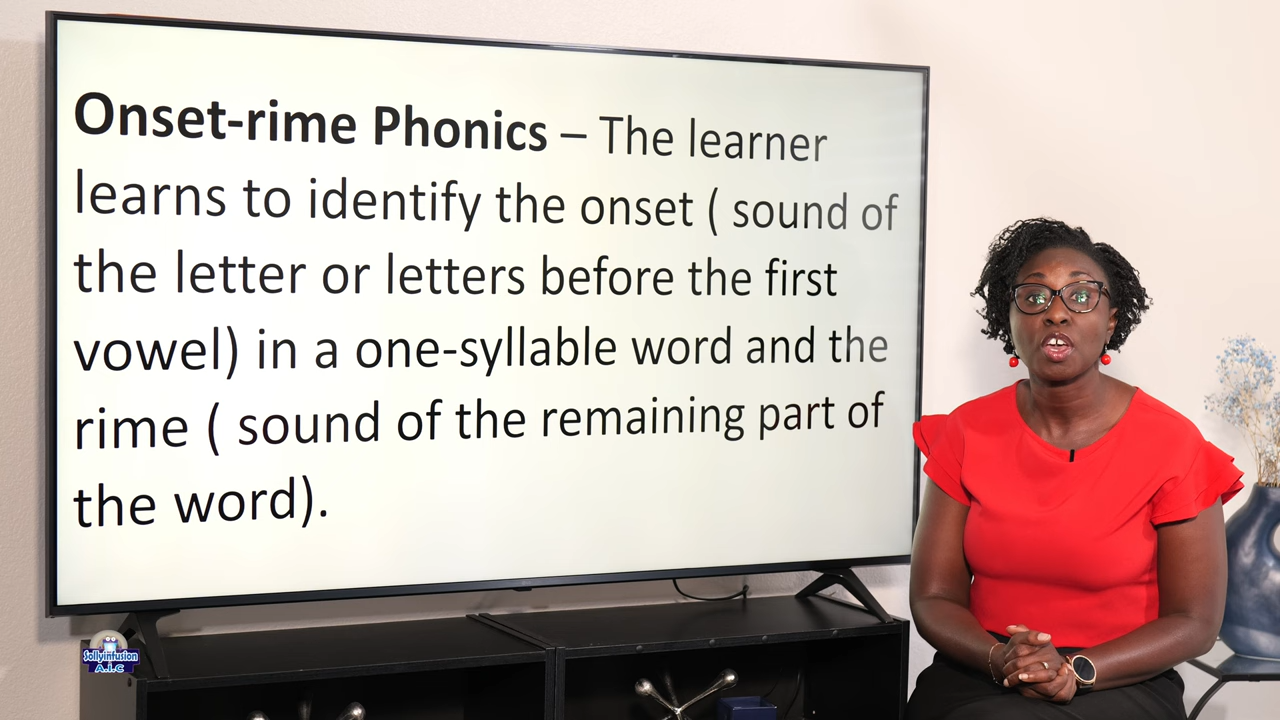 Onset-rime Phonics – The learner
learns to identify the onset ( sound of
the letter or letters before the first
vowel) in a one-syllable word and the
rime ( sound of the remaining part of
the word).
Sollyinfusion
A.I.C